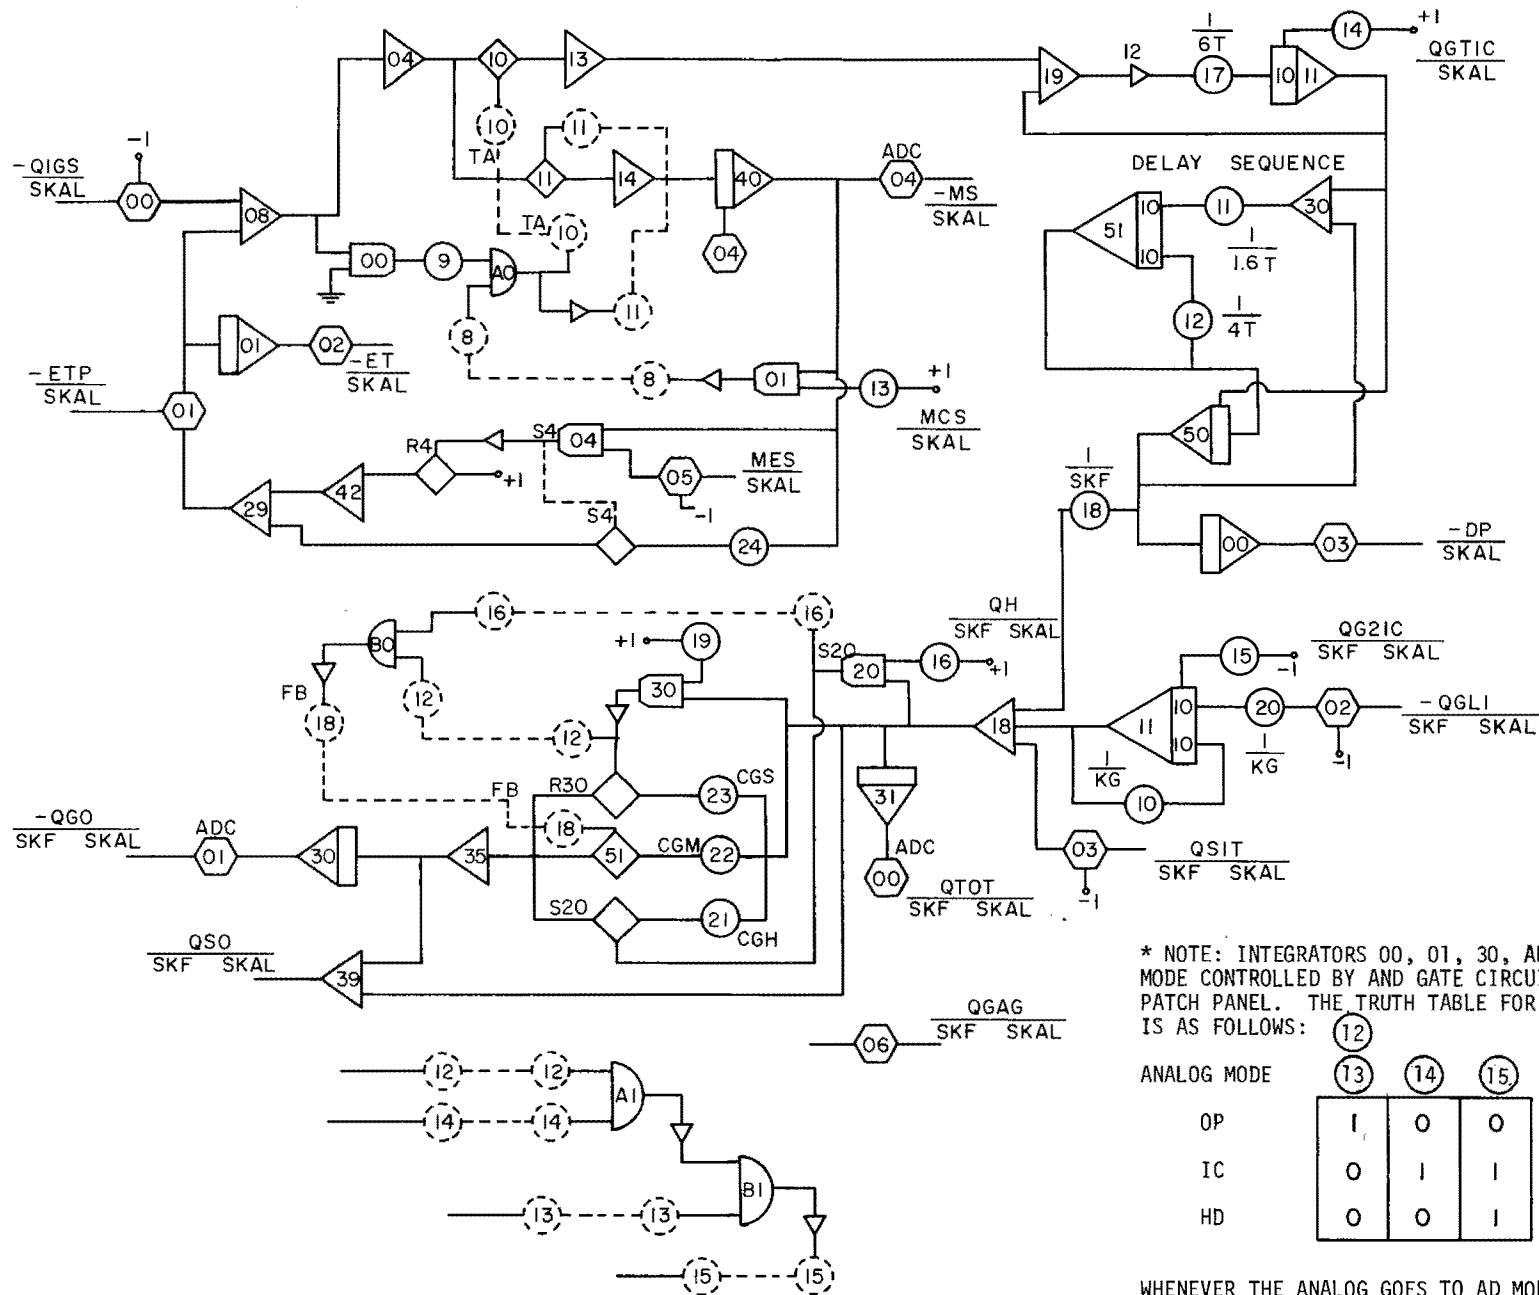 04
10
13
19
12
1
6T
17
10
11
14
+1
QGTIC
SKAL
-1
-QIGS
SKAL
00
08
10
TA
11
11
14
40
ADC
04
-MS
SKAL
04
DELAY SEQUENCE
51
10
10
11
30
1
1.6T
12
1
4T
00
9
A0
TA
10
11
8
8
01
13
+1
MCS
SKAL
01
02
-ET
SKAL
-ETP
SKAL
01
50
R4
S4
04
MES
SKAL
05
-1
+1
42
29
S4
24
1
SKF
18
00
03
-DP
SKAL
16
16
B0
+1
19
S20
20
16
+1
QH
SKF SKAL
15
-1
QG2IC
SKF SKAL
FB
18
12
12
30
18
11
10
10
20
1
KG
02
-1
-QGLI
SKF SKAL
1
KG
10
R30
23
CGS
31
FB
18
51
CGM
22
35
30
ADC
01
-QGO
SKF SKAL
S20
21
CGH
ADC
00
QTOT
SKF SKAL
03
-1
QSIT
SKF SKAL
QSO
SKF SKAL
39
06
QGAG
SKF SKAL
* NOTE: INTEGRATORS 00, 01, 30,
MODE CONTROLLED BY AND GATE
PATCH PANEL. THE TRUTH TABLE FOR
IS AS FOLLOWS:
12
ANALOG MODE 13 14 15
OP 1 0 0
IC 0 1 1
HD 0 0 1
12
12
14
14
A1
B1
13
13
15
15
WHENEVER THE ANALOG GOES TO AD